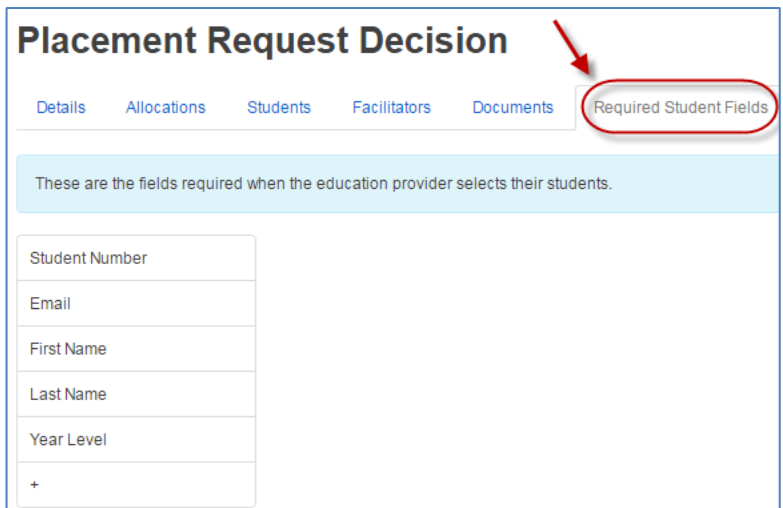 Placement Request Decision
Details Allocations Students Facilitators Documents Required Student Fields
These are the fields required when the education provider selects their students.
Student Number
Email
First Name
Last Name
Year Level
+